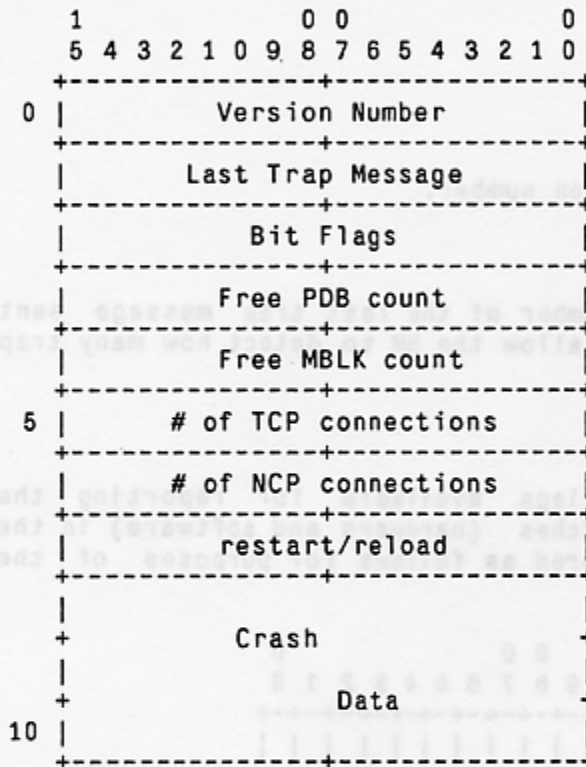 1 0 0 0
5 4 3 2 1 0 9 8 7 6 5 4 3 2 1 0
+---------------+---------------+
0 | Version Number |
+---------------+---------------+
| Last Trap Message |
+---------------+---------------+
| Bit Flags |
+---------------+---------------+
| Free PDB count |
+---------------+---------------+
| Free MBLK count |
+---------------+---------------+
5 | # of TCP connections |
+---------------+---------------+
| # of NCP connections |
+---------------+---------------+
| restart/reload |
+---------------+---------------+
| |
+ Crash +
| |
+ Data +
10 | |
+---------------+---------------+